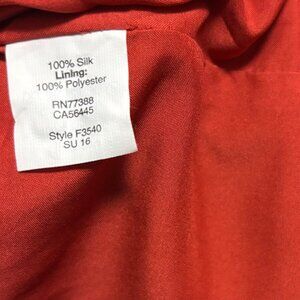 100% Silk
Lining:
100% Polyester
RN77388
CA56445
Style F3540
SU 16